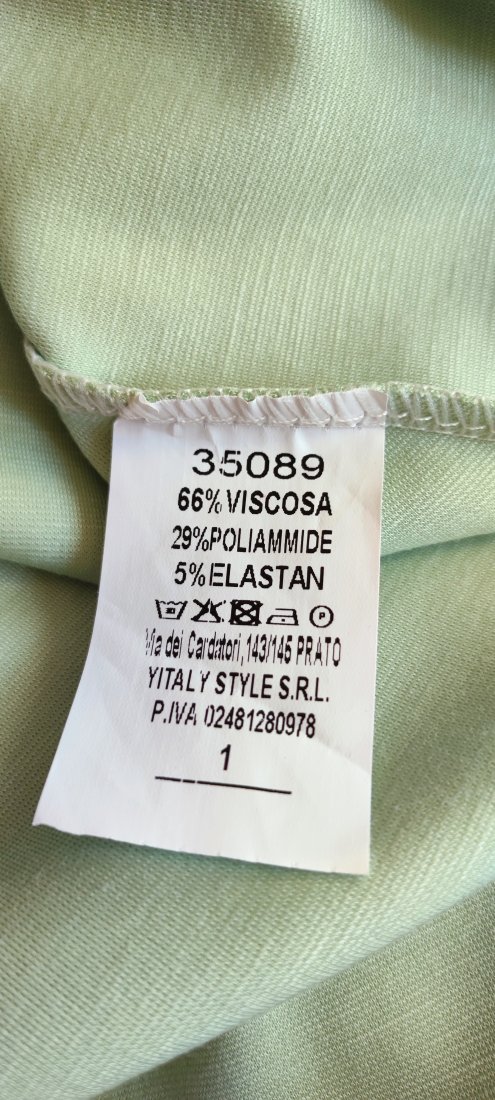 35089
66%VISCOSA
29%POLIAMMIDE
5%ELASTAN
Via dei Cardatori,143/145 PRATO
YITALY STYLE S.R.L.
P.IVA 02481280978
1